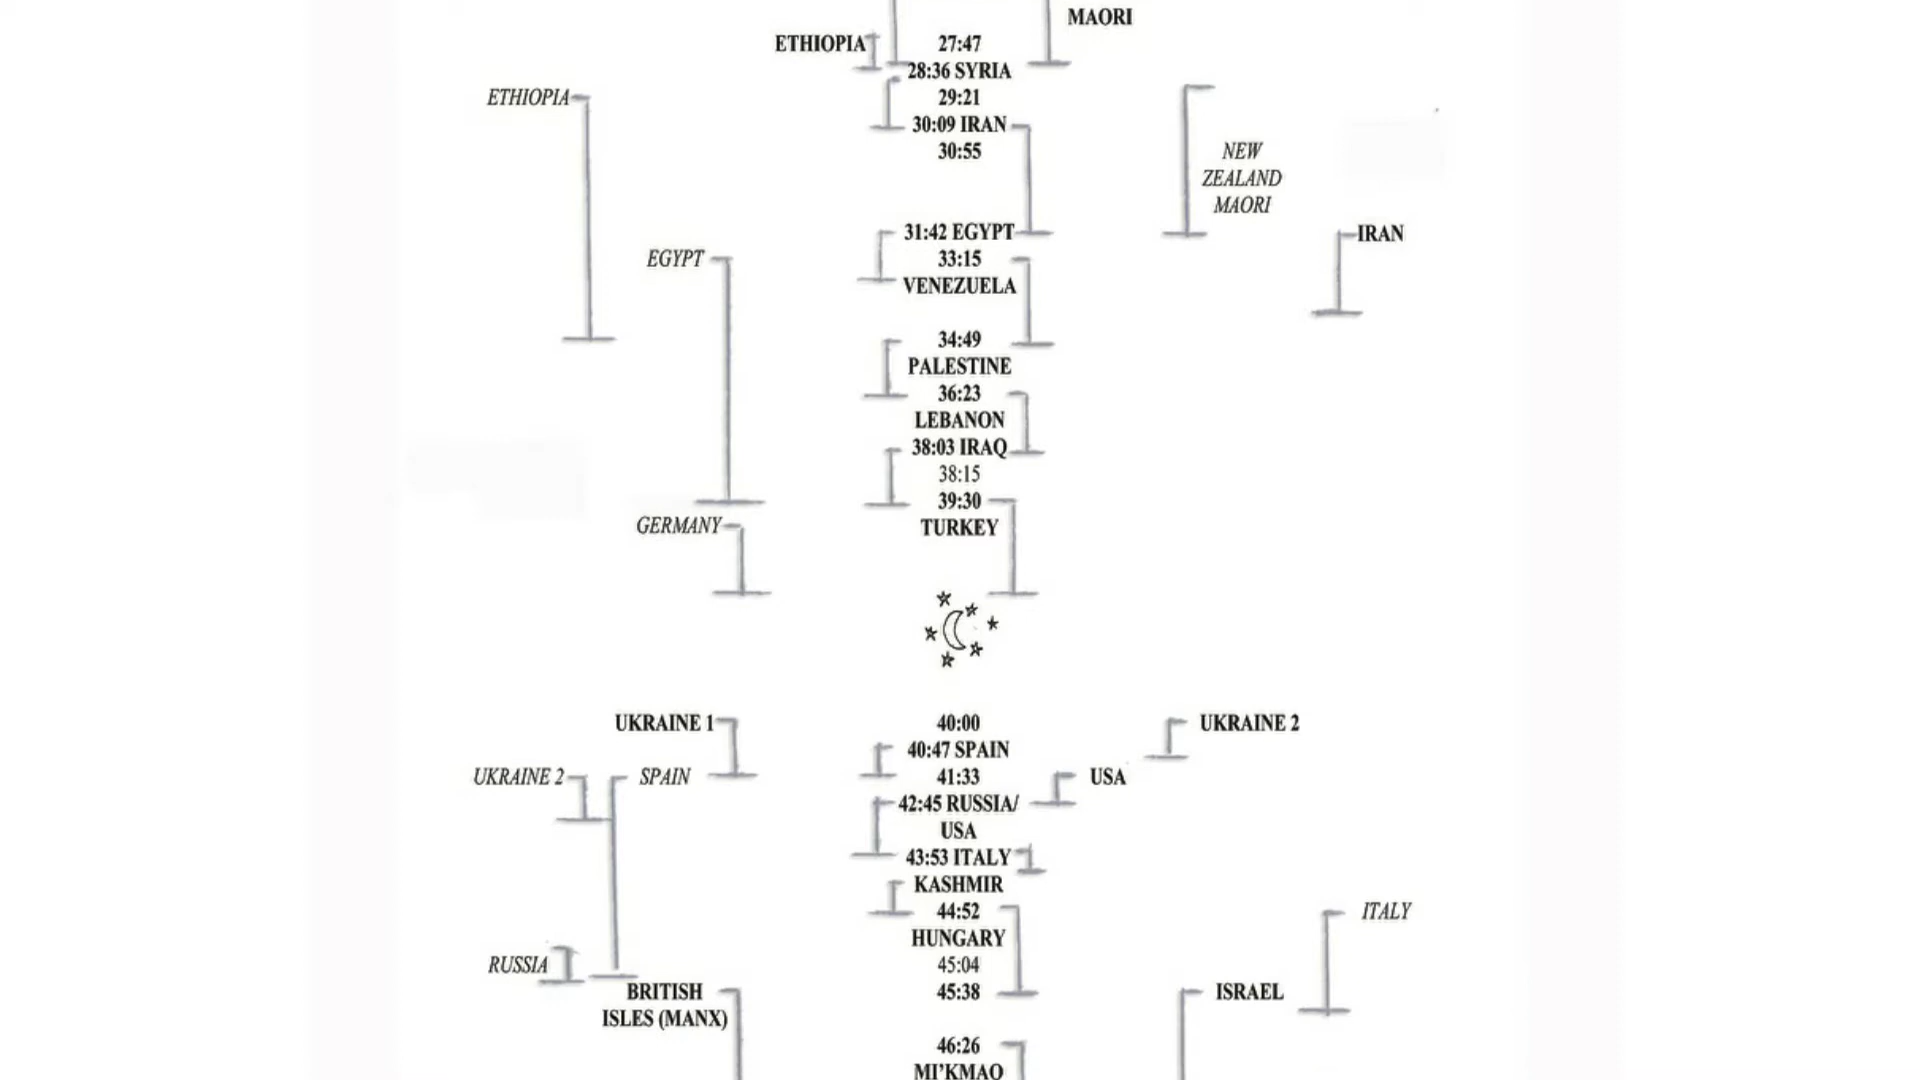 MAORI
ETHIOPIA
27:47
28:36 SYRIA
ETHIOPIA
29:21
30:09 IRAN
30:55
NEW
ZEALAND
MAORI
31:42 EGYPT
IRAN
EGYPT
33:15
VENEZUELA
34:49
PALESTINE
36:23
LEBANON
38:03 IRAQ
38:15
39:30
GERMANY
TURKEY
UKRAINE 1
40:00
UKRAINE 2
40:47 SPAIN
UKRAINE 2
SPAIN
41:33
USA
42:45 RUSSIA/
USA
43:53 ITALY
KASHMIR
44:52
ITALY
HUNGARY
RUSSIA
45:04
BRITISH
ISLES (MANX)
45:38
ISRAEL
46:26
MI'KMAQ